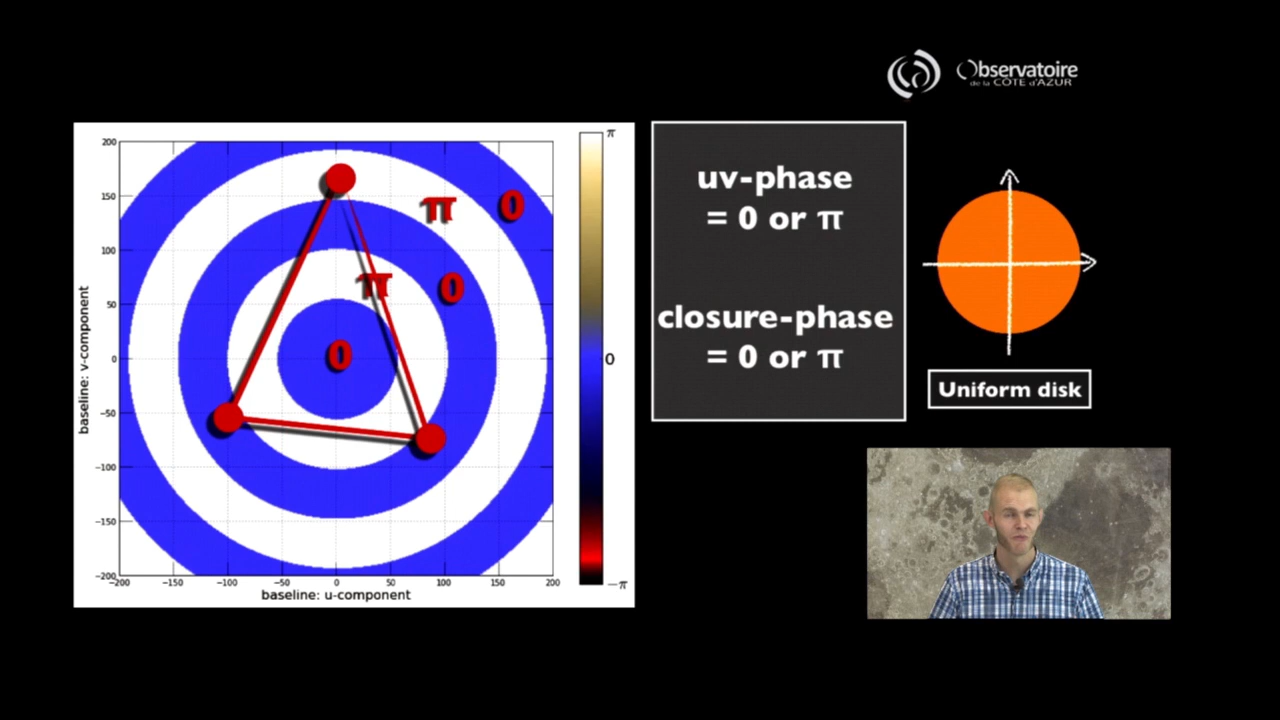 Observatoire
de la CÔTE d'AZUR
π
200
150
100
50
0
−50
−100
−150
−200
−200
−150
−100
−50
0
50
100
150
200
baseline: v-component
baseline: u-component
π
0
π
0
0
0
−π
uv-phase
= 0 or π
closure-phase
= 0 or π
Uniform disk